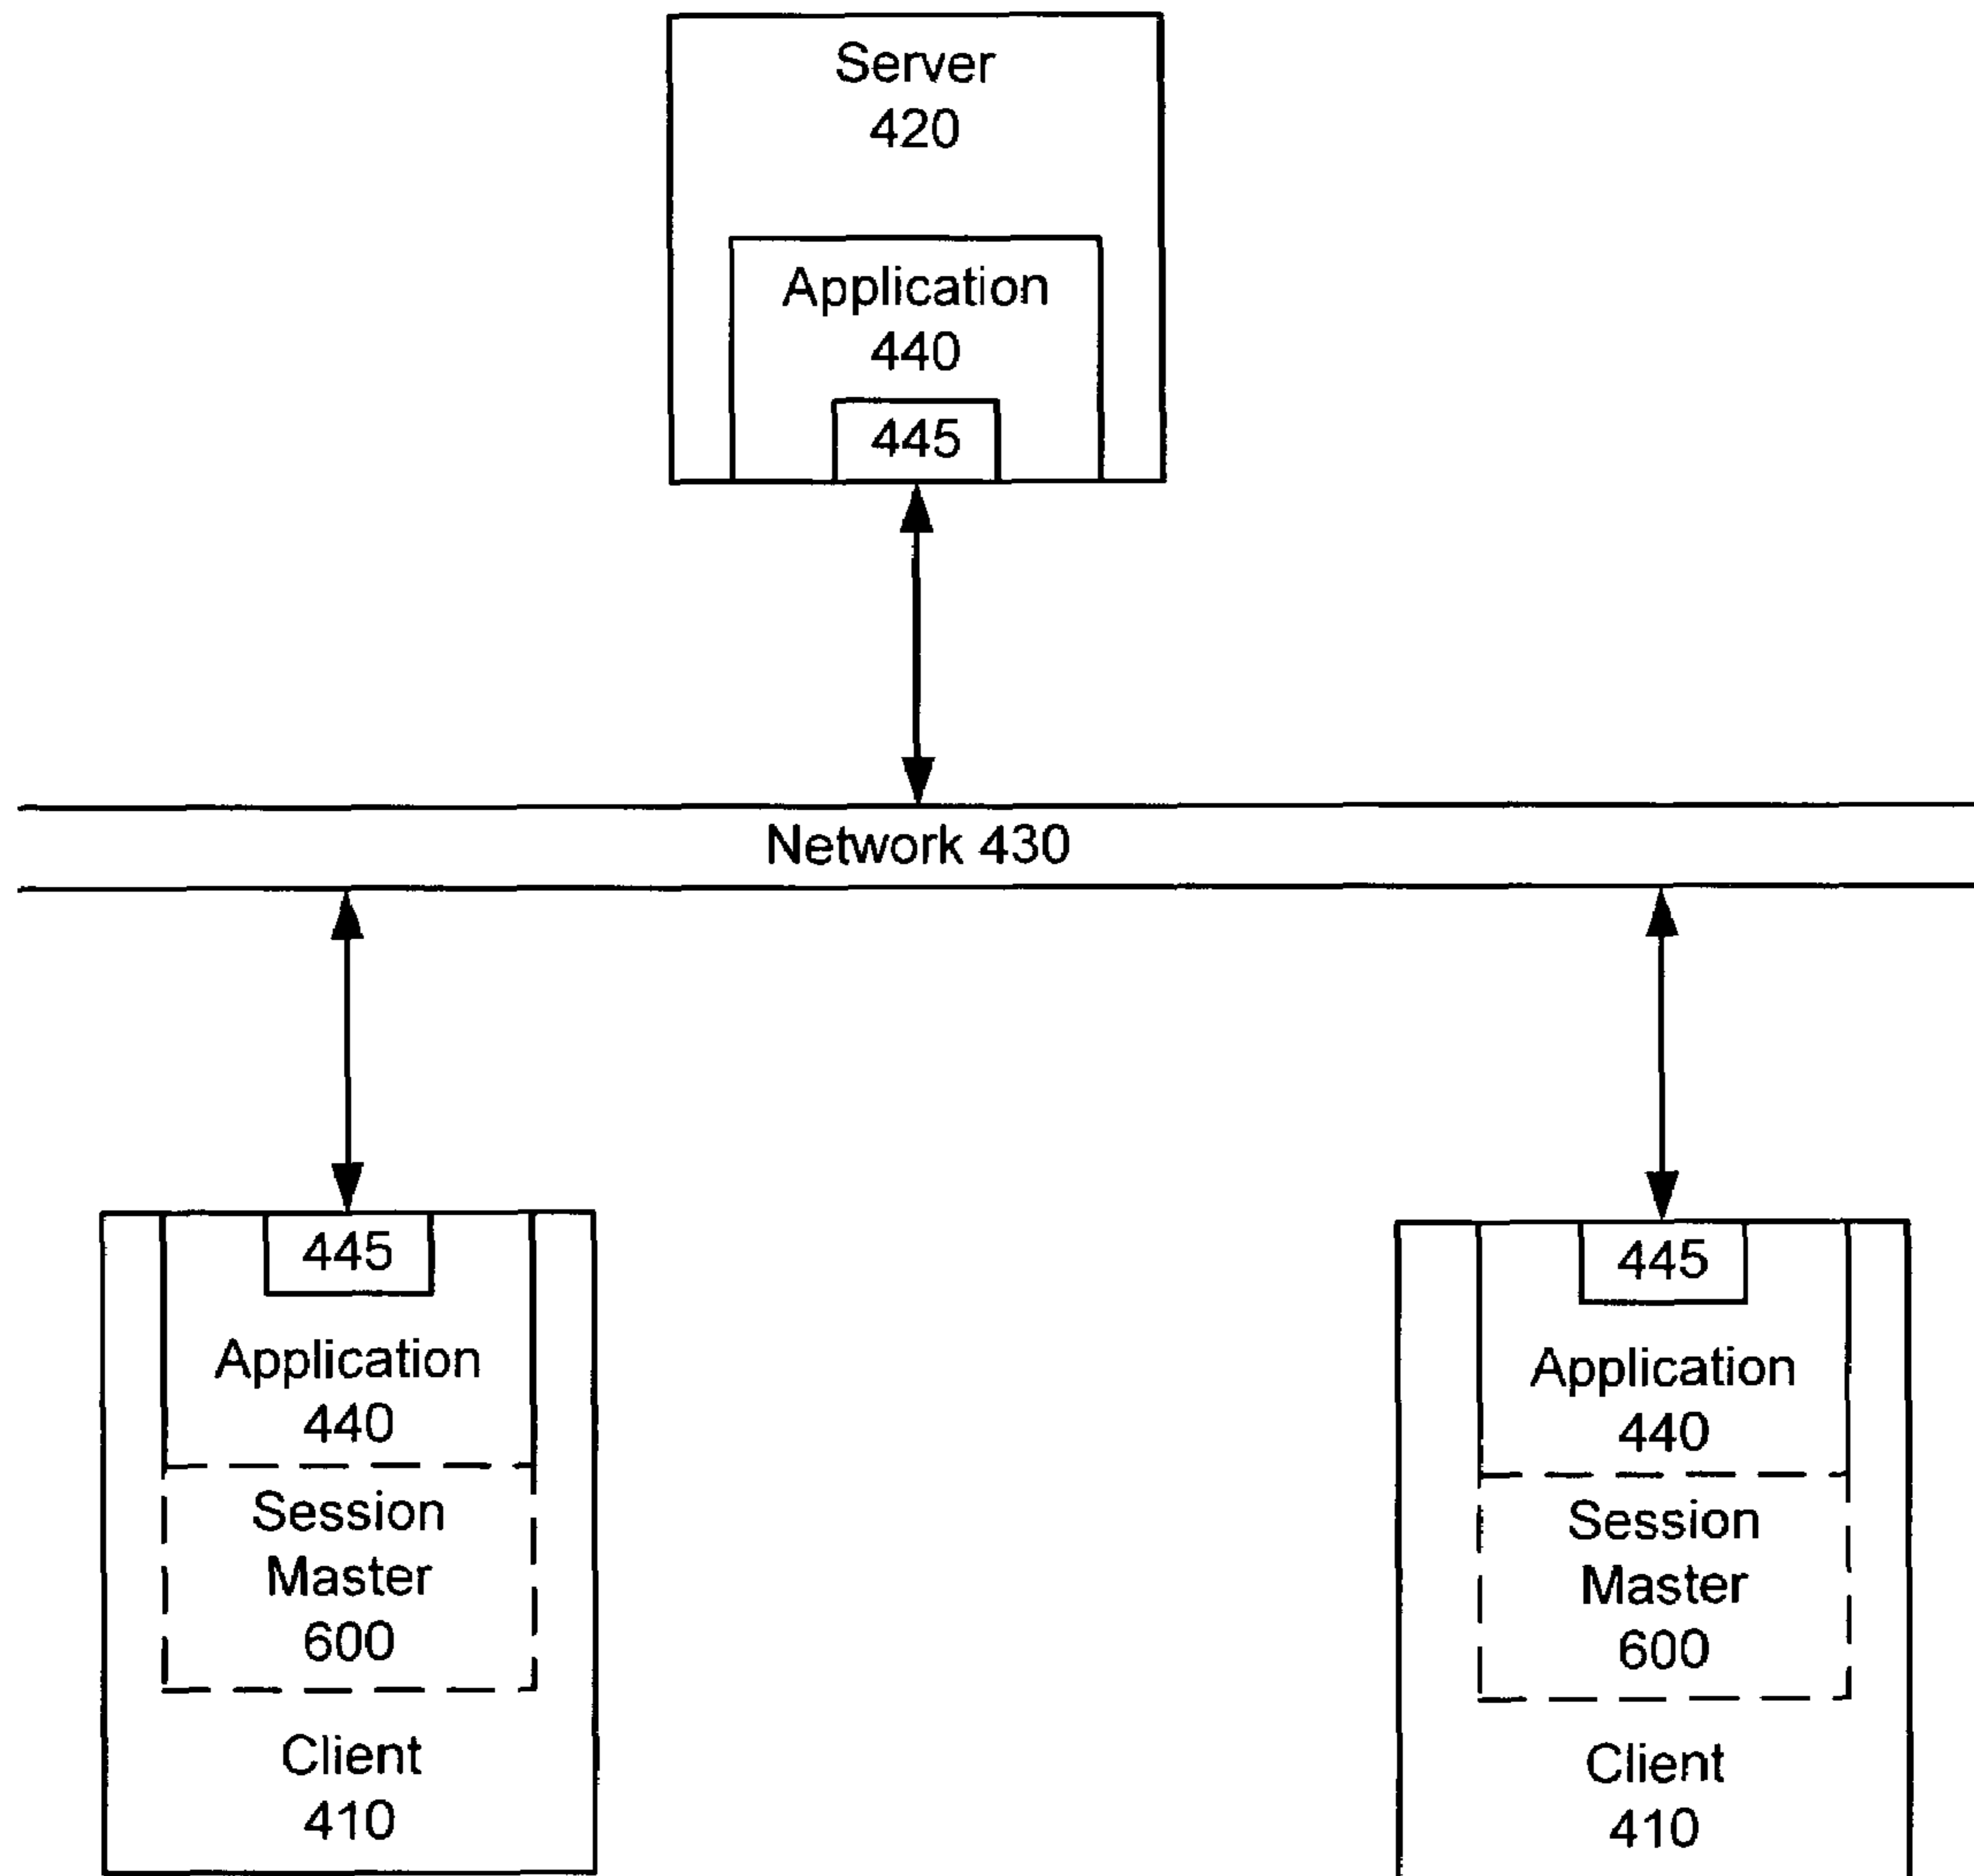 Server
420
Application
440
445
Network 430
445
Application
440
Session
Master
600
Client
410
445
Application
440
Session
Master
600
Client
410